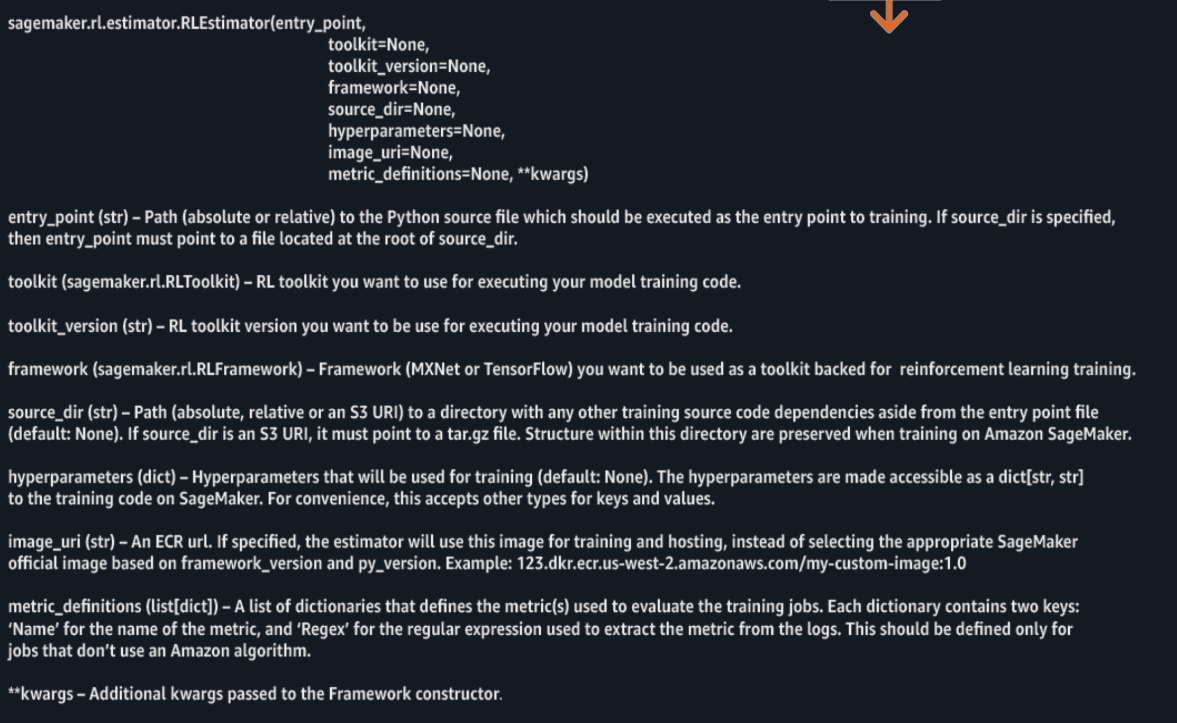 sagemaker.rl.estimator.RLEstimator(entry_point,
toolkit=None,
toolkit_version=None,
framework=None,
source_dir=None,
hyperparameters=None,
image_uri=None,
metric_definitions=None, **kwargs)
entry_point (str) – Path (absolute or relative) to the Python source file which should be executed as the entry point to training. If source_dir is specified,
then entry_point must point to a file located at the root of source_dir.
toolkit (sagemaker.rl.RLToolkit) – RL toolkit you want to use for executing your model training code.
toolkit_version (str) – RL toolkit version you want to be use for executing your model training code.
framework (sagemaker.rl.RLFramework) – Framework (MXNet or TensorFlow) you want to be used as a toolkit backed for reinforcement learning training.
source_dir (str) – Path (absolute, relative or an S3 URI) to a directory with any other training source code dependencies aside from the entry point file
(default: None). If source_dir is an S3 URI, it must point to a tar.gz file. Structure within this directory are preserved when training on Amazon SageMaker.
hyperparameters (dict) – Hyperparameters that will be used for training (default: None). The hyperparameters are made accessible as a dict[str, str]
to the training code on SageMaker. For convenience, this accepts other types for keys and values.
image_uri (str) – An ECR url. If specified, the estimator will use this image for training and hosting, instead of selecting the appropriate SageMaker
official image based on framework_version and py_version. Example: 123.dkr.ecr.us-west-2.amazonaws.com/my-custom-image:1.0
metric_definitions (list[dict]) – A list of dictionaries that defines the metric(s) used to evaluate the training jobs. Each dictionary contains two keys:
‘Name’ for the name of the metric, and ‘Regex’ for the regular expression used to extract the metric from the logs. This should be defined only for
jobs that don’t use an Amazon algorithm.
**kwargs – Additional kwargs passed to the Framework constructor.